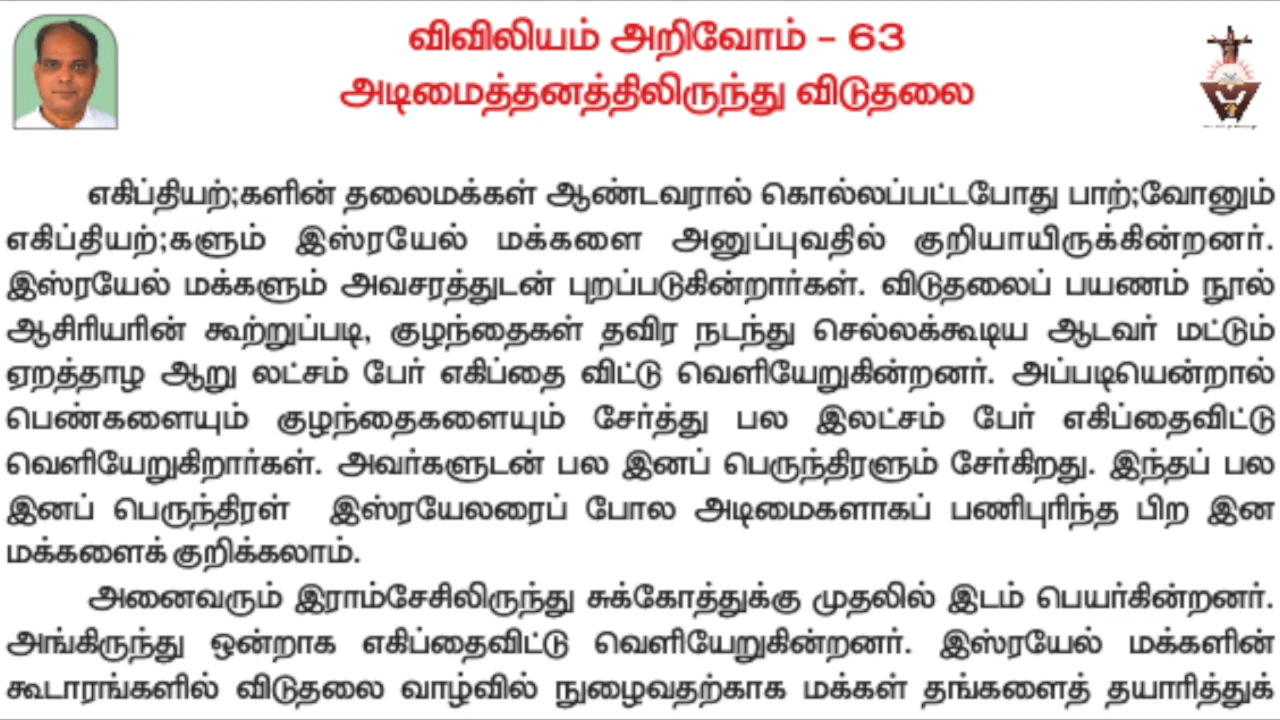 விவிலியம் அறிவோம் – 63
அடிமைத்தனத்திலிருந்து விடுதலை
எகிப்தியற்;களின் தலைமக்கள் ஆண்டவரால் கொல்லப்பட்டபோது பாற்;வோனும்
எகிப்தியற்;களும் இஸ்ரயேல் மக்களை அனுப்புவதில் குறியாயிருக்கின்றனர்.
இஸ்ரயேல் மக்களும் அவசரத்துடன் புறப்படுகின்றார்கள். விடுதலைப் பயணம் நூல்
ஆசிரியரின் கூற்றுப்படி, குழந்தைகள் தவிர நடந்து செல்லக்கூடிய ஆடவர் மட்டும்
ஏறத்தாழ ஆறு லட்சம் பேர் எகிப்தை விட்டு வெளியேறுகின்றனர். அப்படியென்றால்
பெண்களையும் குழந்தைகளையும் சேர்த்து பல இலட்சம் பேர் எகிப்தைவிட்டு
வெளியேறுகிறார்கள். அவர்களுடன் பல இனப் பெருந்திரளும் சேர்கிறது. இந்தப் பல
இனப் பெருந்திரள் இஸ்ரயேலரைப் போல அடிமைகளாகப் பணிபுரிந்த பிற இன
மக்களைக் குறிக்கலாம்.
அனைவரும் இராம்சேசிலிருந்து சுக்கோத்துக்கு முதலில் இடம் பெயர்கின்றனர்.
அங்கிருந்து ஒன்றாக எகிப்தைவிட்டு வெளியேறுகின்றனர். இஸ்ரயேல் மக்களின்
கூடாரங்களில் விடுதலை வாழ்வில் நுழைவதற்காக மக்கள் தங்களைத் தயாரித்துக்